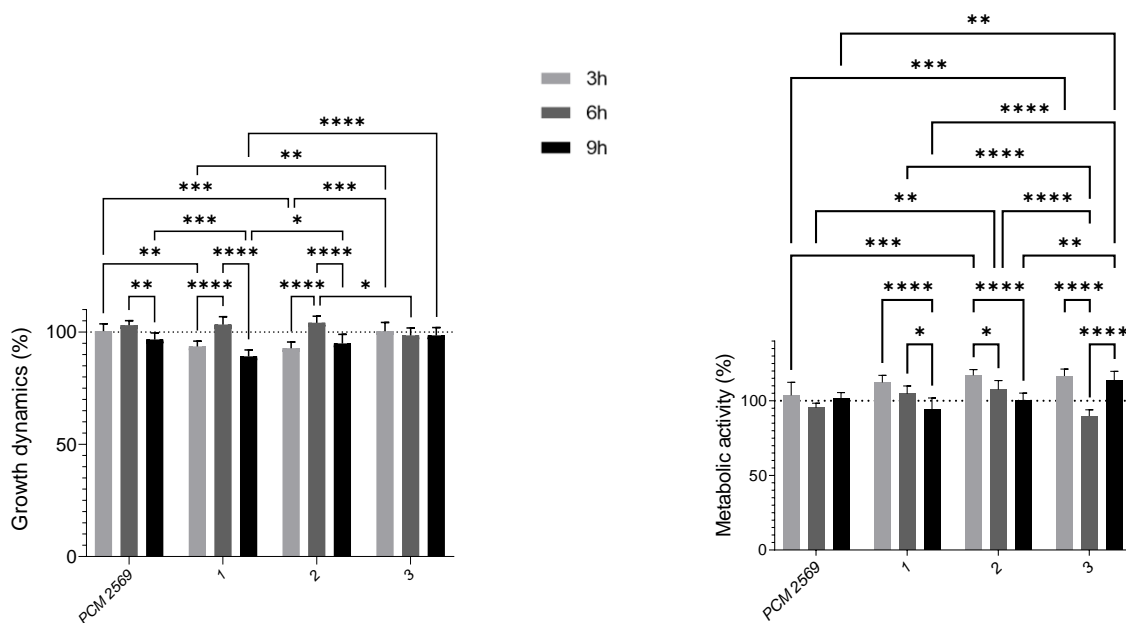 3h
6h
9h
****
**
*** ***
*** *
** **** ****
** **** **** *
Growth dynamics (%)
100
50
0
PCM 2569
1
2
3
**
***
****
****
** ****
*** **
**** **** ****
* * ****
Metabolic activity (%)
100
50
0
PCM 2569
1
2
3